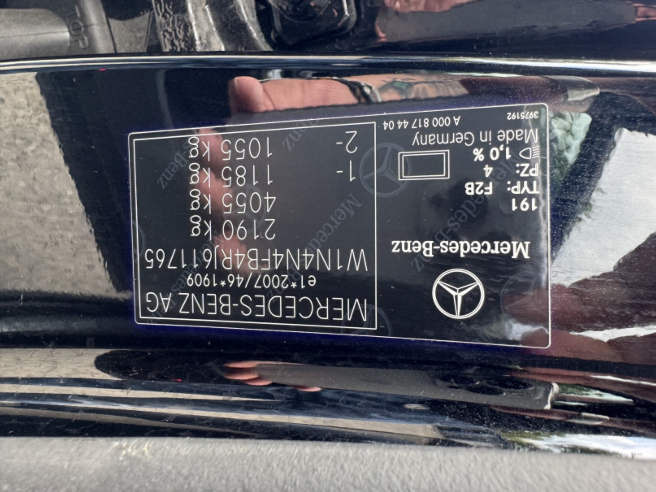 MERCEDES-BENZ AG
e1*2007/46*1909
W1N4N4FB4RJ611765
2190 kg
4055 kg
1- 1185 kg
2- 1055 kg
Mercedes-Benz
191
TYP: F2B
PZ: 4
1,0 %
Made in Germany
A 000 817 44 04
3975192